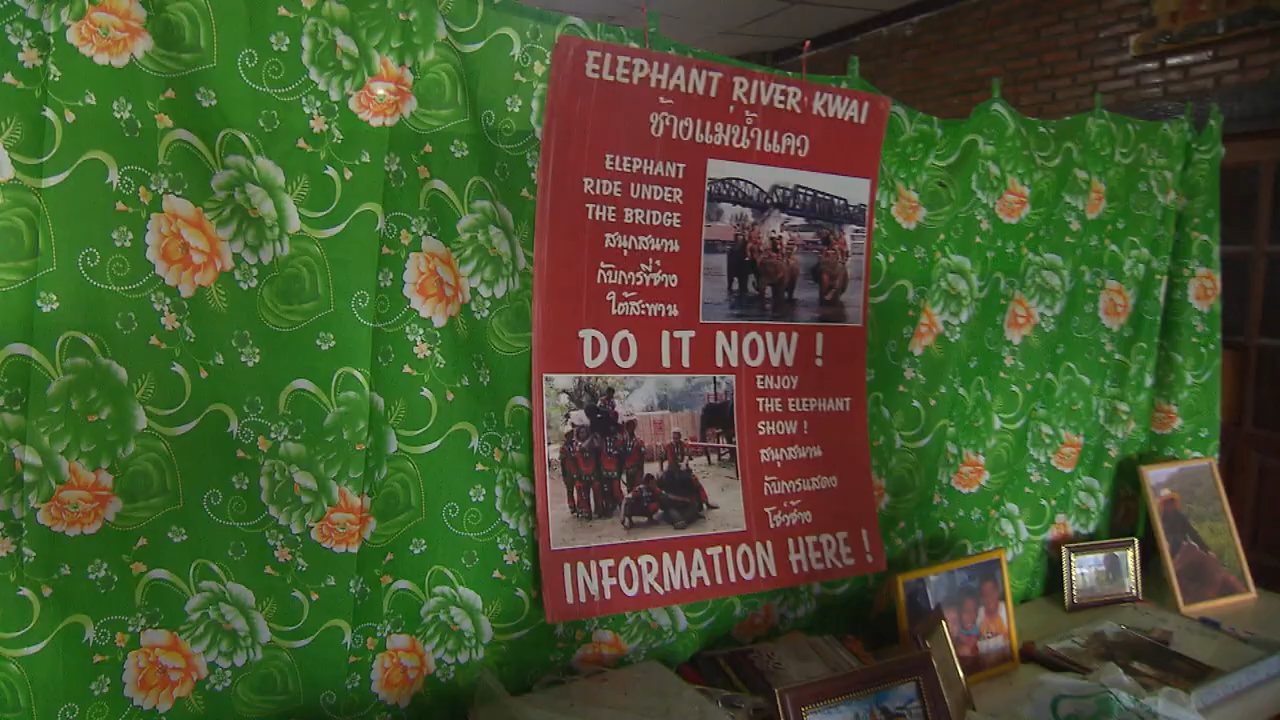 ELEPHANT RIVER KWAI
ช้างแม่น้ำแคว
ELEPHANT
RIDE UNDER
THE BRIDGE
สนุกสนาน
กับการขี่ช้าง
ใต้สะพาน
DO IT NOW !
ENJOY
THE ELEPHANT
SHOW !
สนุกสนาน
กับการแสดง
โชว์ช้าง
INFORMATION HERE !